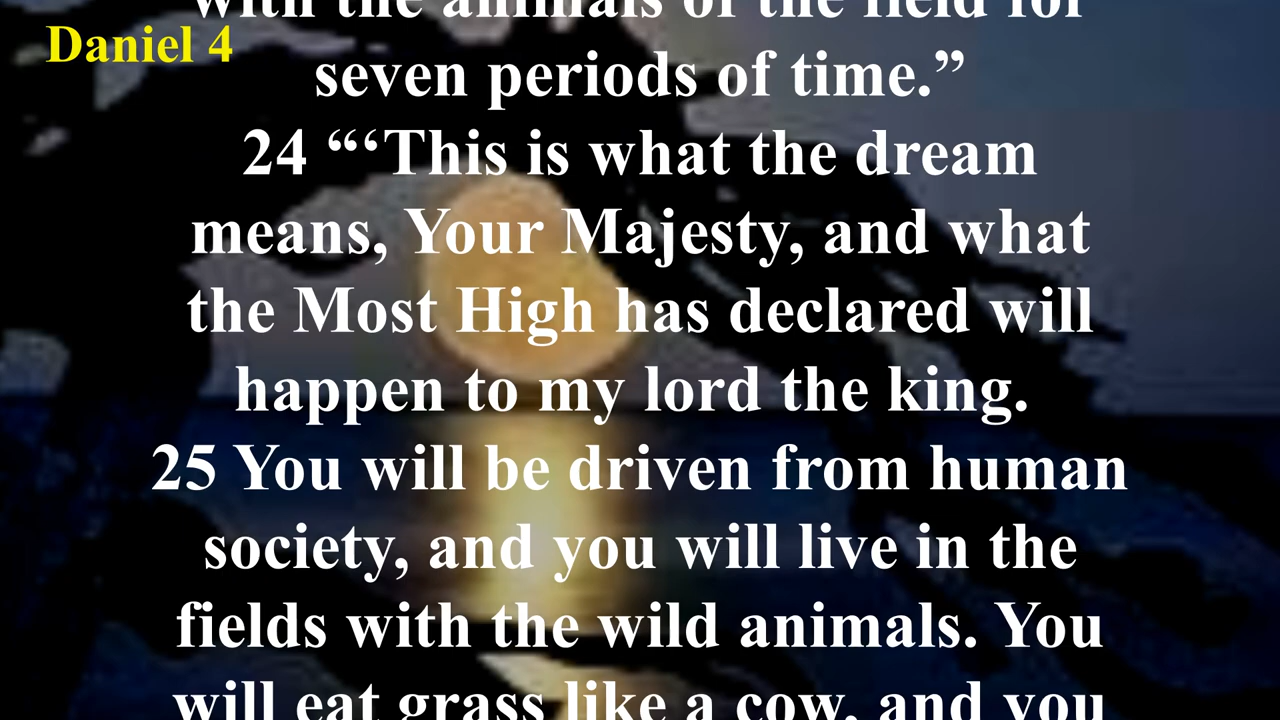 with the animals of the field for
Daniel 4
seven periods of time.”
24 “‘This is what the dream
means, Your Majesty, and what
the Most High has declared will
happen to my lord the king.
25 You will be driven from human
society, and you will live in the
fields with the wild animals. You
will eat grass like a cow, and you